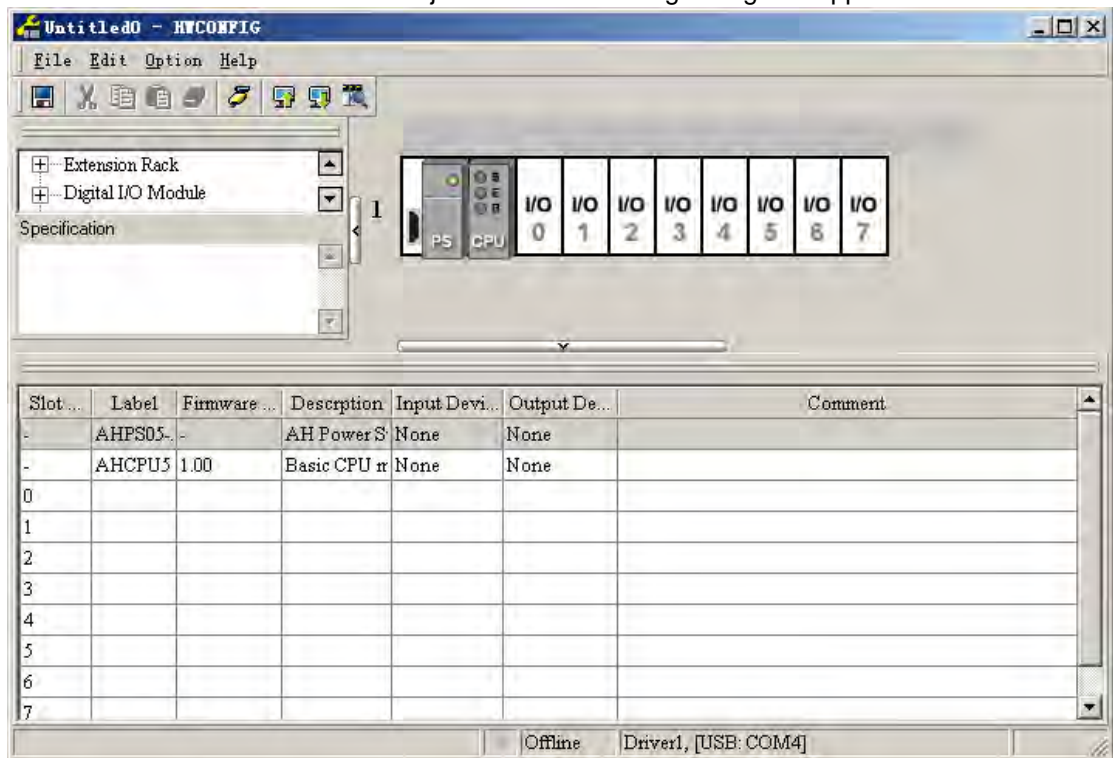 Untitled0 - HWCONFIG
File Edit Option Help
Extension Rack
Digital I/O Module
Specification
1
PS CPU I/O I/O I/O I/O I/O I/O I/O I/O
0 1 2 3 4 5 6 7
Slot ... Label Firmware ... Descrption Input Devi... Output De... Comment
- AHPS05-. - AH Power S None None
- AHCPU5 1.00 Basic CPU m None None
0
1
2
3
4
5
6
7
Offline Driver1, [USB: COM4]